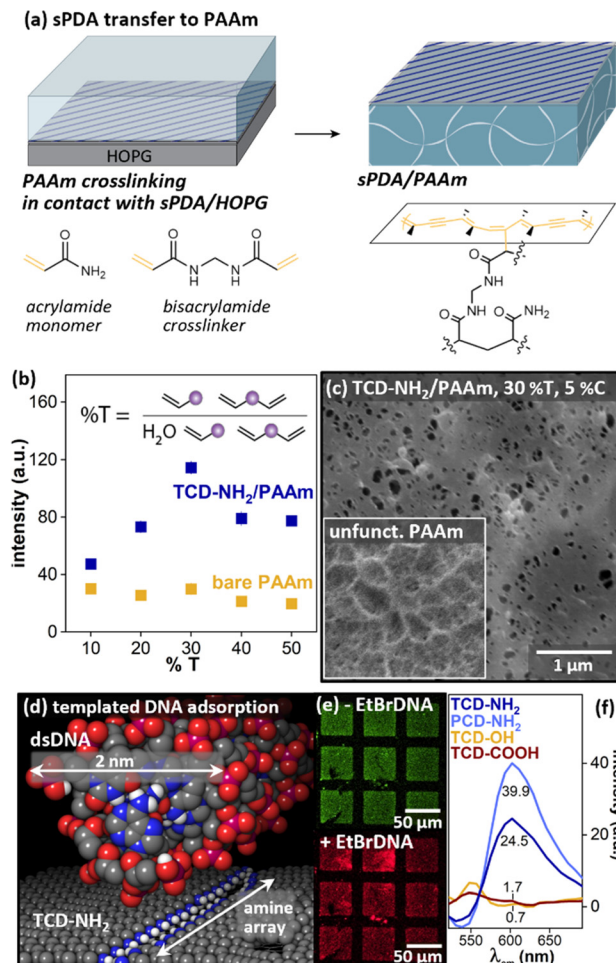 (a) sPDA transfer to PAAm
HOPG
PAAm crosslinking
in contact with sPDA/HOPG
sPDA/PAAm
O
NH₂
acrylamide
monomer
O O
N H N H
bisacrylamide
crosslinker
O
NH
HN
O O NH₂
(b)
160
120
80
40
0
intensity (a.u.)
%T =
H₂O
TCD-NH₂/PAAm
bare PAAm
10 20 30 40 50
% T
(c) TCD-NH₂/PAAm, 30 %T, 5 %C
unfunct. PAAm
1 µm
(d) templated DNA adsorption
dsDNA
2 nm
TCD-NH₂
amine
array
(e) - EtBrDNA
50 µm
+ EtBrDNA
50 µm
(f)
TCD-NH₂
PCD-NH₂
TCD-OH
TCD-COOH
39.9
24.5
1.7
0.7
40
20
0
550 600 650
λem